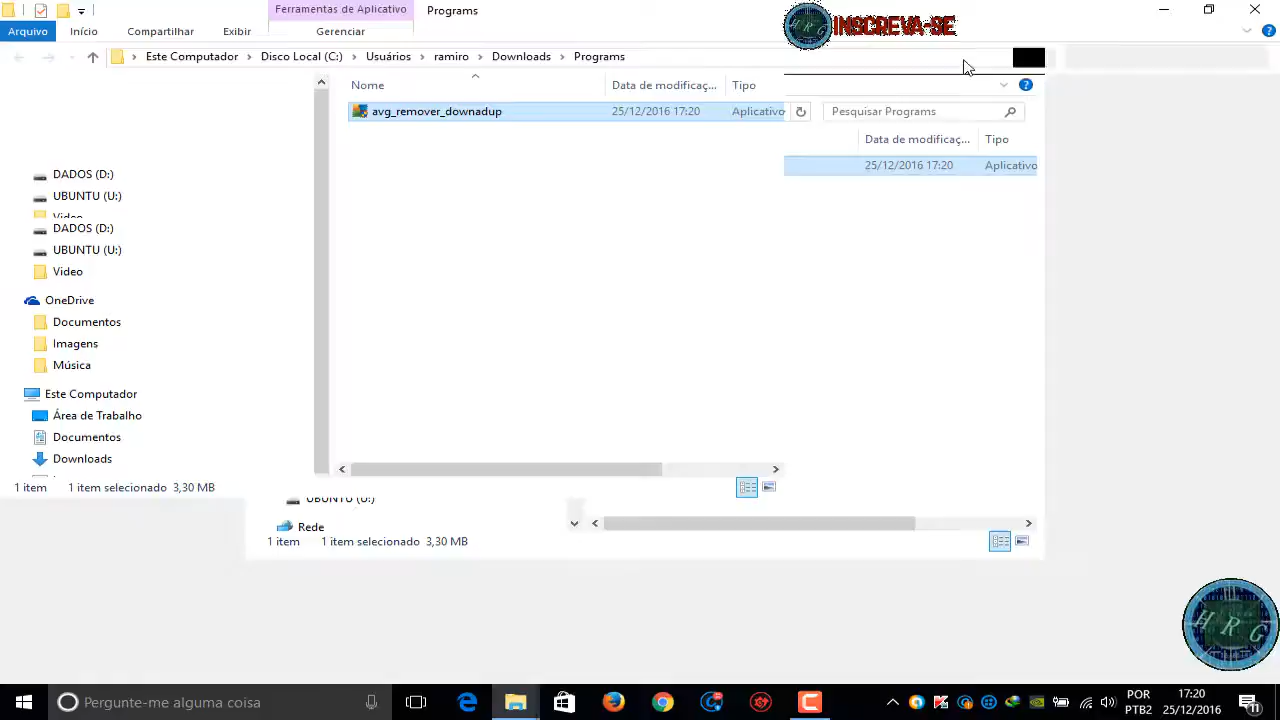 Ferramentas de Aplicativo
Programs
INSCREVA-SE
Arquivo
Início
Compartilhar
Exibir
Gerenciar
Este Computador
Disco Local (C:)
Usuários
ramiro
Downloads
Programs
Nome
Data de modificaç...
Tipo
avg_remover_downadup
25/12/2016 17:20
Aplicativo
Pesquisar Programs
Data de modificaç...
Tipo
25/12/2016 17:20
Aplicativo
DADOS (D:)
UBUNTU (U:)
Video
DADOS (D:)
UBUNTU (U:)
Video
OneDrive
Documentos
Imagens
Música
Este Computador
Área de Trabalho
Documentos
Downloads
1 item
1 item selecionado 3,30 MB
UBUNTU (U:)
Rede
1 item
1 item selecionado 3,30 MB
HRG
Pergunte-me alguma coisa
POR
PTB2
17:20
25/12/2016
11